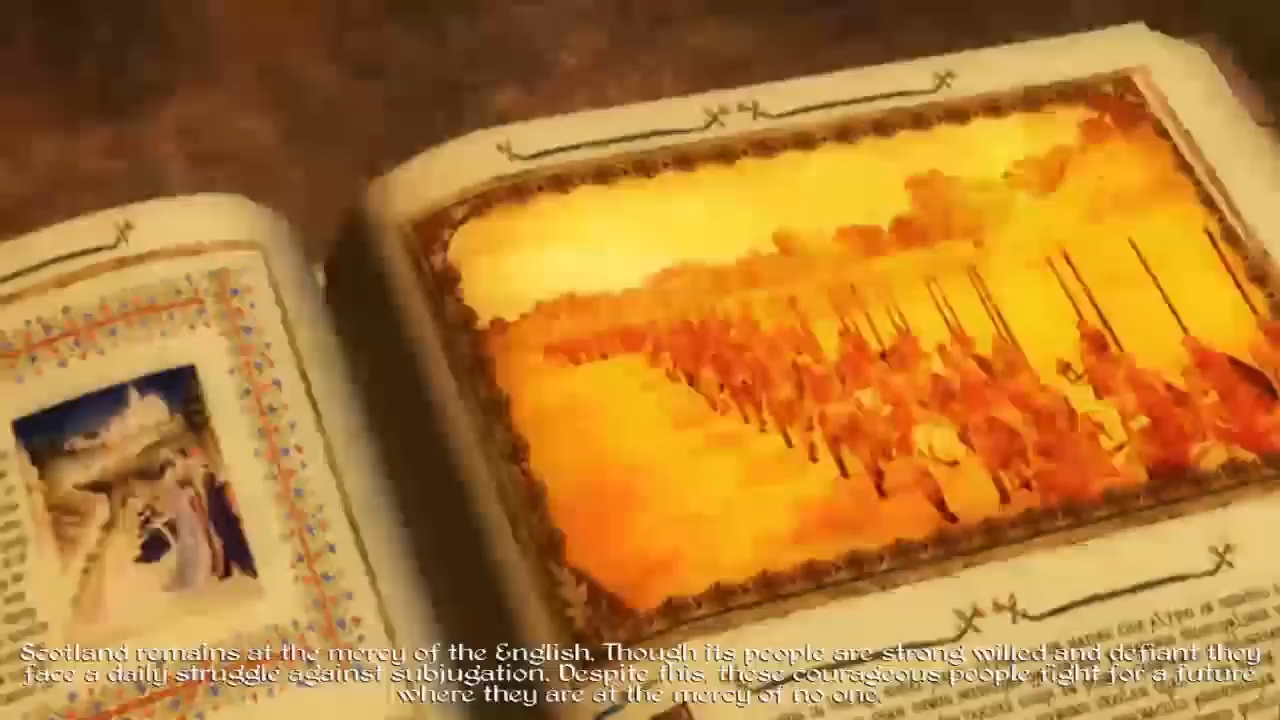 Scotland remains at the mercy of the English. Though its people are strong willed and defiant they
face a daily struggle against subjugation. Despite this, these courageous people fight for a future
where they are at the mercy of no one.